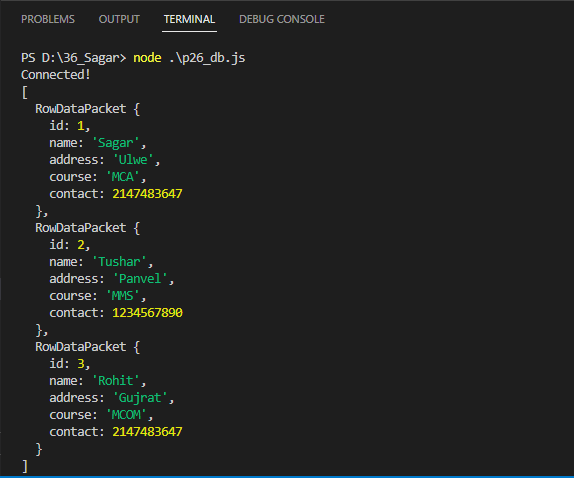 PROBLEMS OUTPUT TERMINAL DEBUG CONSOLE
PS D:\36_Sagar> node .\p26_db.js
Connected!
[
  RowDataPacket {
    id: 1,
    name: 'Sagar',
    address: 'Ulwe',
    course: 'MCA',
    contact: 2147483647
  },
  RowDataPacket {
    id: 2,
    name: 'Tushar',
    address: 'Panvel',
    course: 'MMS',
    contact: 1234567890
  },
  RowDataPacket {
    id: 3,
    name: 'Rohit',
    address: 'Gujrat',
    course: 'MCOM',
    contact: 2147483647
  }
]